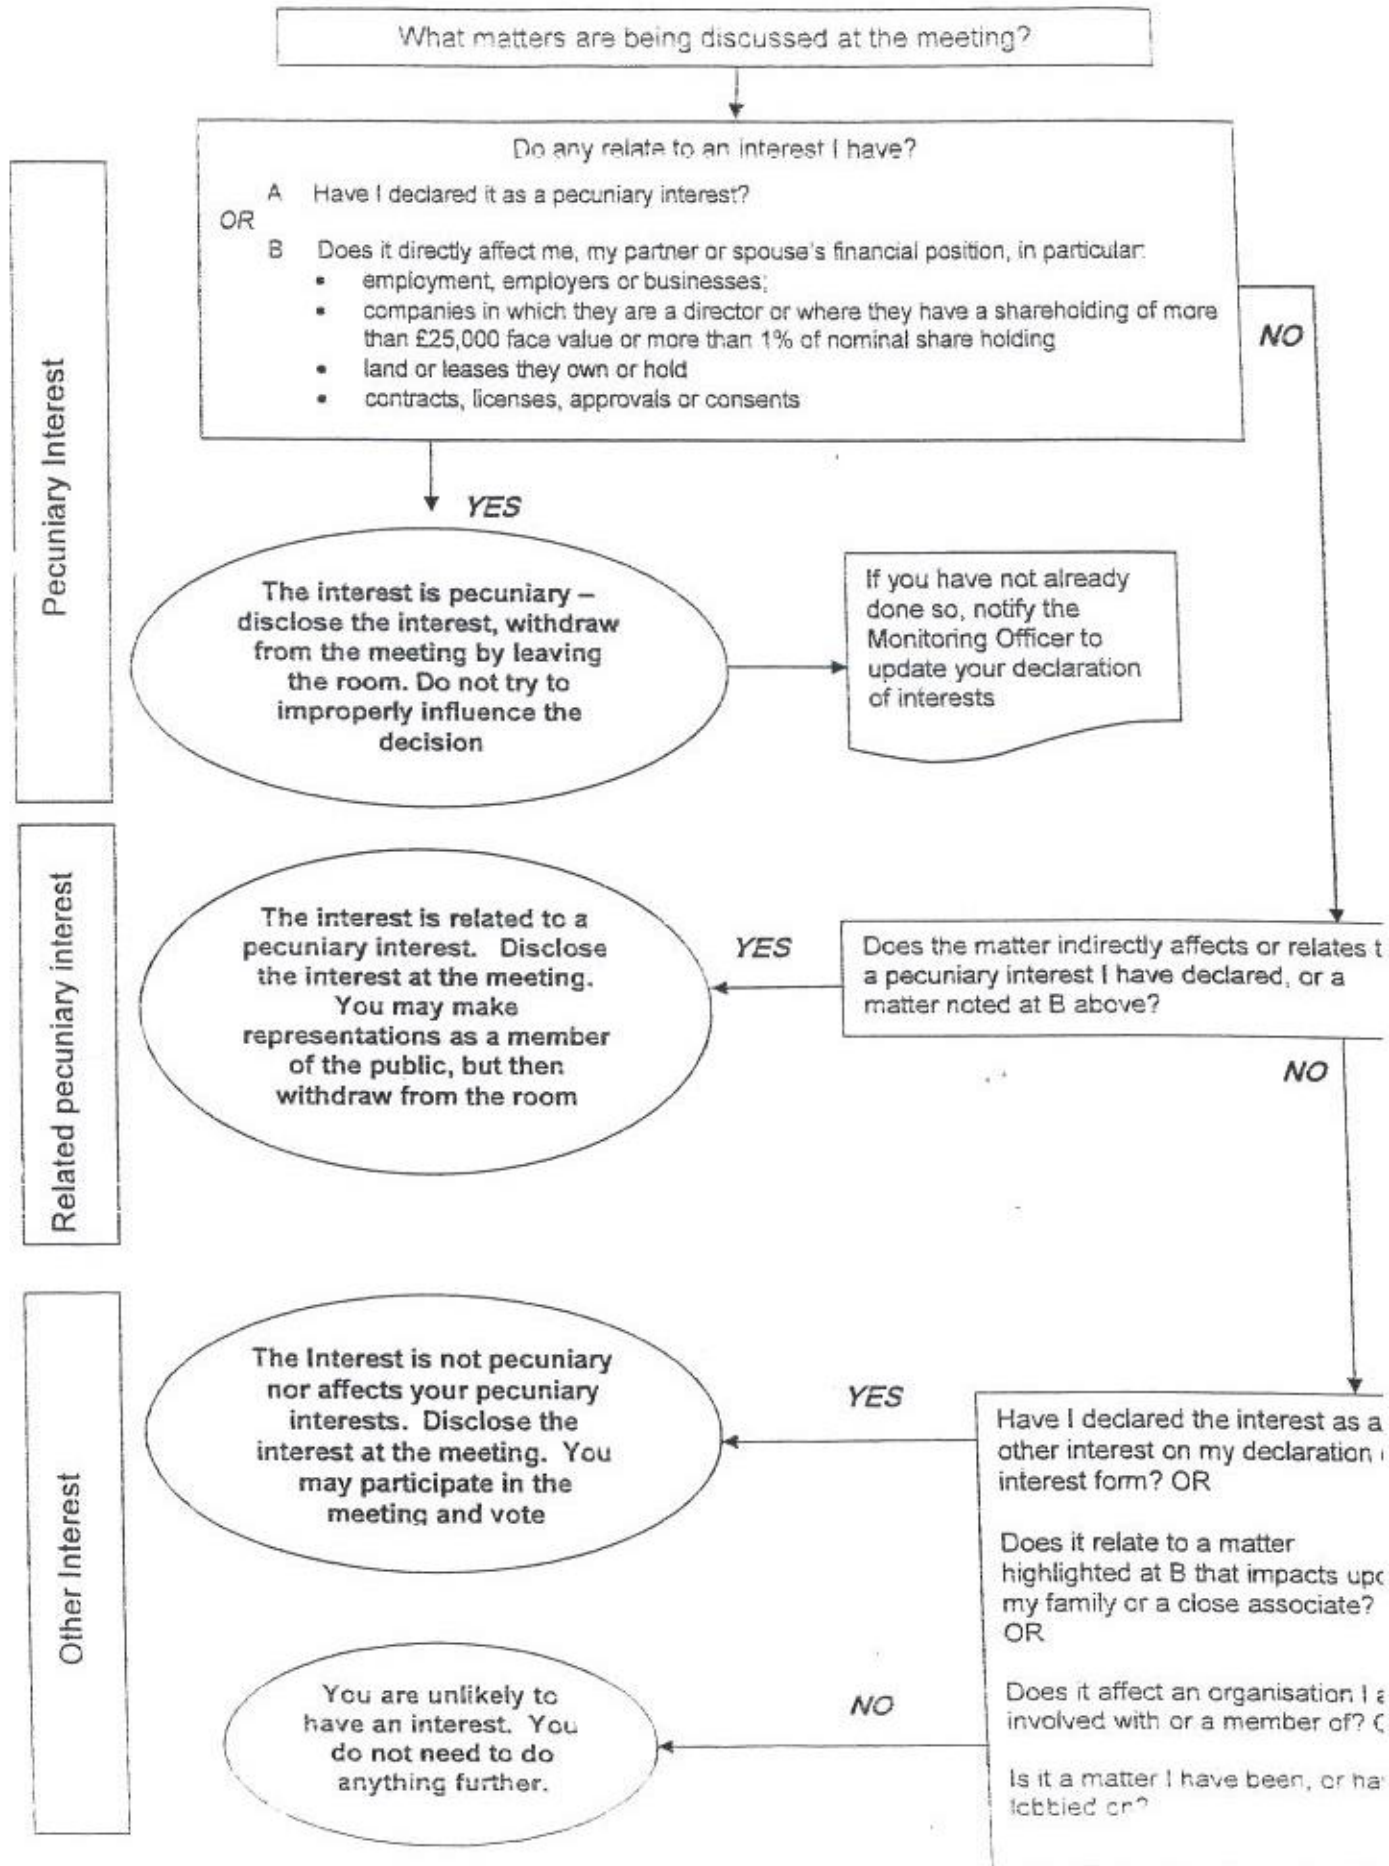 What matters are being discussed at the meeting?
Do any relate to an interest I have?
A Have I declared it as a pecuniary interest?
OR
B Does it directly affect me, my partner or spouse's financial position, in particular:
• employment, employers or businesses;
• companies in which they are a director or where they have a shareholding of more
than £25,000 face value or more than 1% of nominal share holding
• land or leases they own or hold
• contracts, licenses, approvals or consents
NO
Pecuniary Interest
YES
The interest is pecuniary –
disclose the interest, withdraw
from the meeting by leaving
the room. Do not try to
improperly influence the
decision
If you have not already
done so, notify the
Monitoring Officer to
update your declaration
of interests
Related pecuniary interest
The interest is related to a
pecuniary interest. Disclose
the interest at the meeting.
You may make
representations as a member
of the public, but then
withdraw from the room
YES
Does the matter indirectly affects or relates t
a pecuniary interest I have declared, or a
matter noted at B above?
NO
Other Interest
The Interest is not pecuniary
nor affects your pecuniary
interests. Disclose the
interest at the meeting. You
may participate in the
meeting and vote
YES
Have I declared the interest as a
other interest on my declaration
interest form? OR
Does it relate to a matter
highlighted at B that impacts upo
my family or a close associate?
OR
Does it affect an organisation I a
involved with or a member of?
Is it a matter I have been, or ha
lobbied on?
NO
You are unlikely to
have an interest. You
do not need to do
anything further.